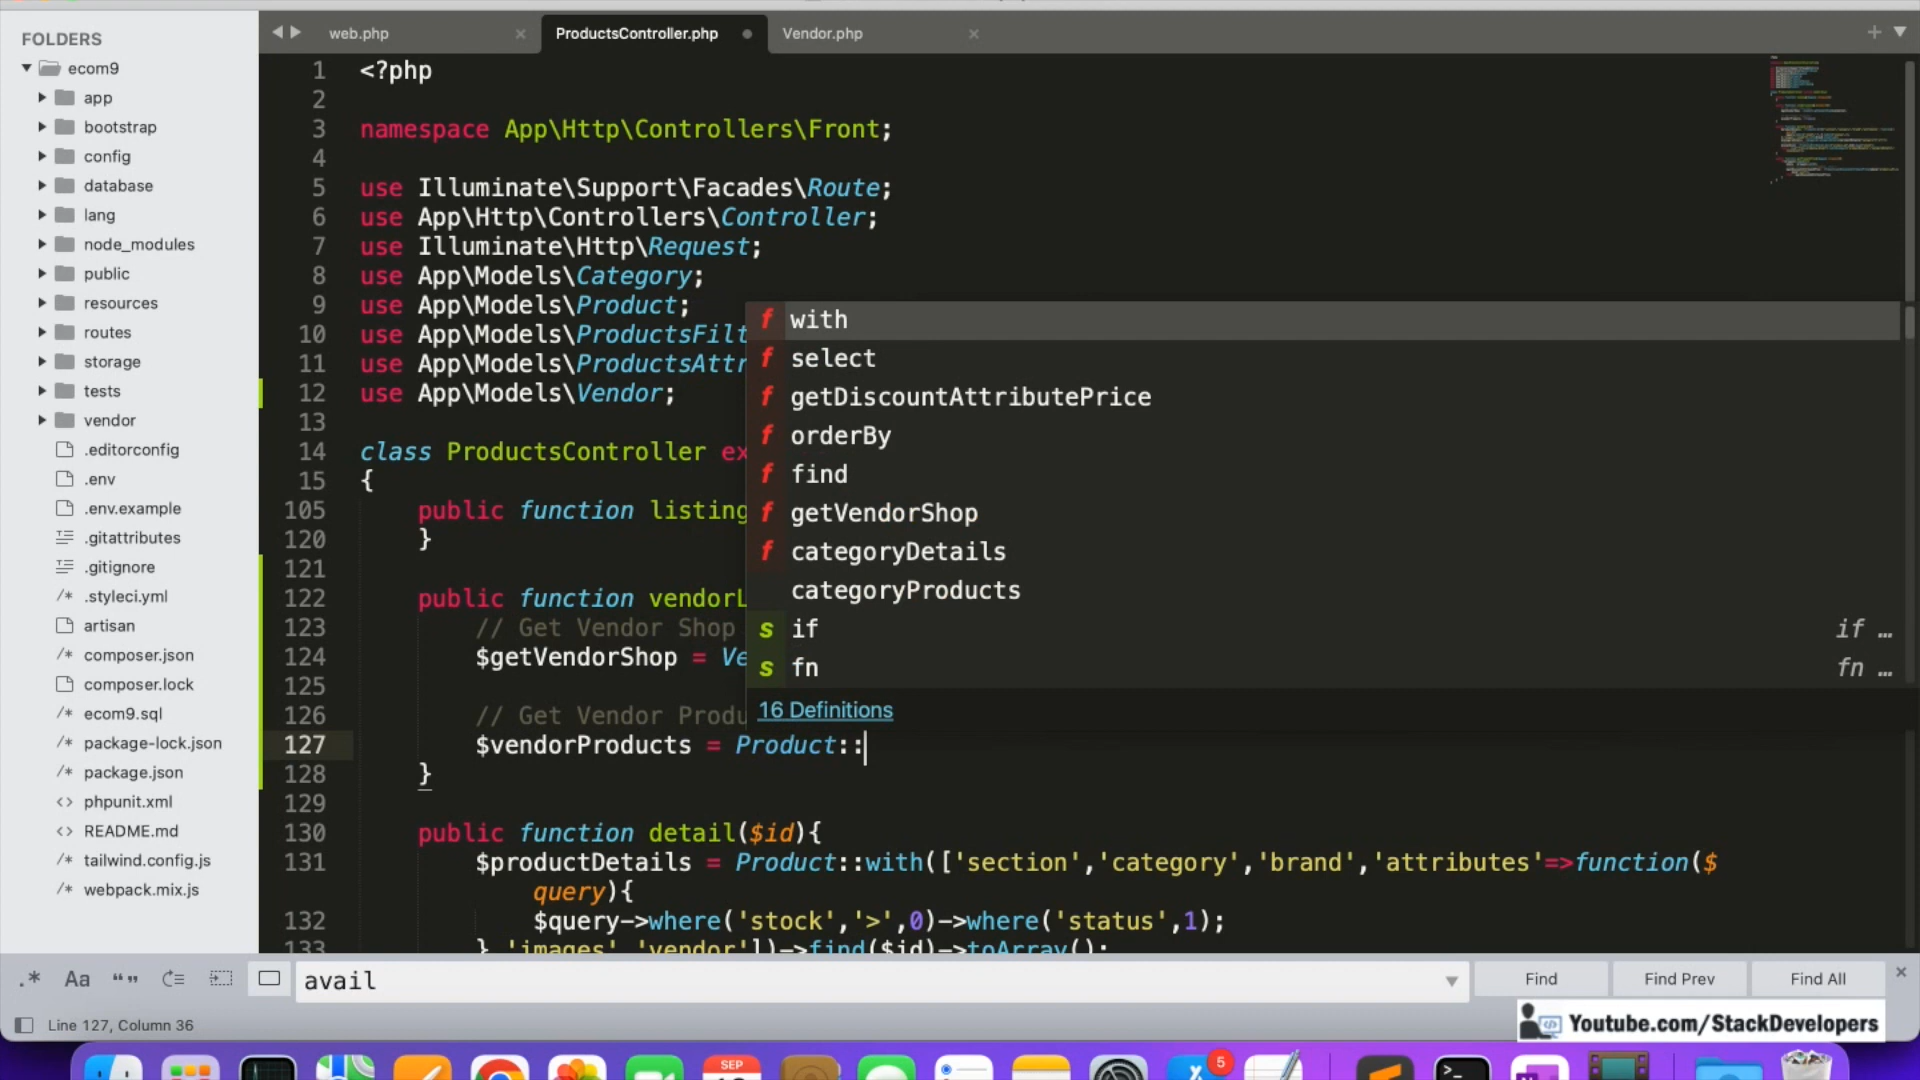 FOLDERS
ecom9
app
bootstrap
config
database
lang
node_modules
public
resources
routes
storage
tests
vendor
.editorconfig
.env
.env.example
.gitattributes
.gitignore
.styleci.yml
artisan
composer.json
composer.lock
ecom9.sql
package-lock.json
package.json
phpunit.xml
README.md
tailwind.config.js
webpack.mix.js
web.php
ProductsController.php
Vendor.php
1 <?php
2
3 namespace App\Http\Controllers\Front;
4
5 use Illuminate\Support\Facades\Route;
6 use App\Http\Controllers\Controller;
7 use Illuminate\Http\Request;
8 use App\Models\Category;
9 use App\Models\Product;
10 use App\Models\ProductsFilt
11 use App\Models\ProductsAttr
12 use App\Models\Vendor;
13
14 class ProductsController ex
15 {
105 public function listing
120 }
121
122 public function vendorL
123 // Get Vendor Shop
124 $getVendorShop = Ve
125
126 // Get Vendor Produ
127 $vendorProducts = Product::
128 }
129
130 public function detail($id){
131 $productDetails = Product::with(['section','category','brand','attributes'=>function($
query){
132 $query->where('stock','>',0)->where('status',1);
133 },'images','vendor'])->find($id)->toArray();
f with
f select
f getDiscountAttributePrice
f orderBy
f find
f getVendorShop
f categoryDetails
categoryProducts
s if if …
s fn fn …
16 Definitions
.* Aa “” avail Find Find Prev Find All
Line 127, Column 36
Youtube.com/StackDevelopers
SEP
5